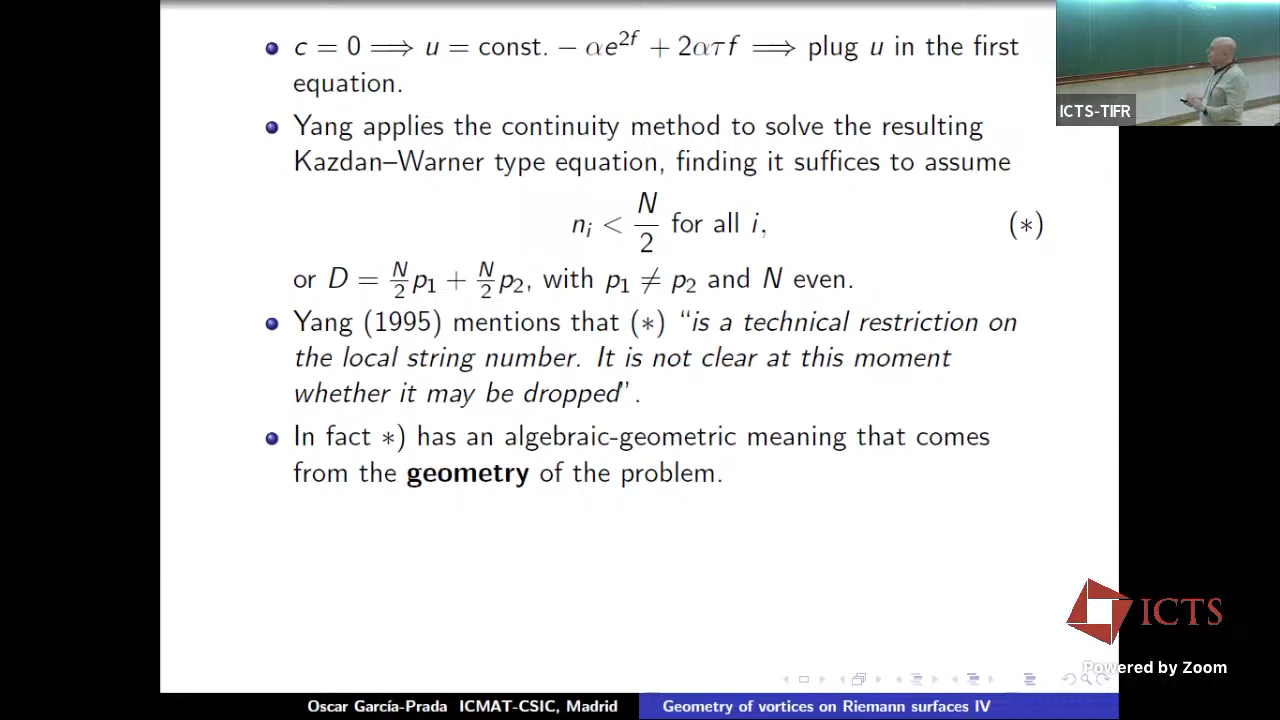 c = 0 ⟹ u = const. − αe^{2f} + 2ατf ⟹ plug u in the first
equation.
Yang applies the continuity method to solve the resulting
Kazdan–Warner type equation, finding it suffices to assume
n_i < N/2 for all i, (∗)
or D = N/2 p_1 + N/2 p_2, with p_1 ≠ p_2 and N even.
Yang (1995) mentions that (∗) “is a technical restriction on
the local string number. It is not clear at this moment
whether it may be dropped”.
In fact ∗) has an algebraic-geometric meaning that comes
from the geometry of the problem.
ICTS-TIFR
ICTS
Powered by Zoom
Oscar García-Prada ICMAT-CSIC, Madrid Geometry of vortices on Riemann surfaces IV